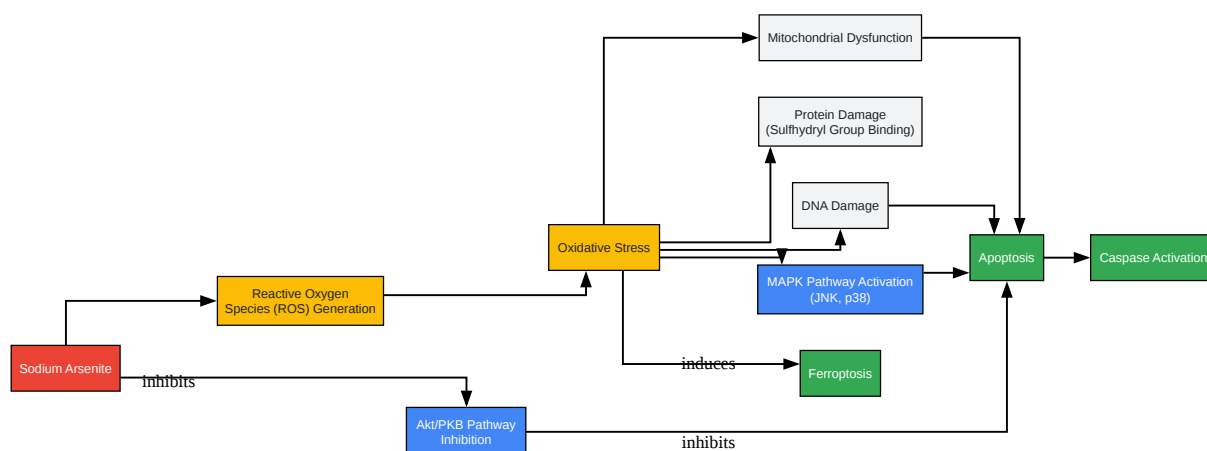 Mitochondrial Dysfunction
Protein Damage
(Sulfhydryl Group Binding)
DNA Damage
Oxidative Stress
Apoptosis
Caspase Activation
MAPK Pathway Activation
(JNK, p38)
Reactive Oxygen
Species (ROS) Generation
Sodium Arsenite
inhibits
induces
Ferroptosis
Akt/PKB Pathway
Inhibition
inhibits